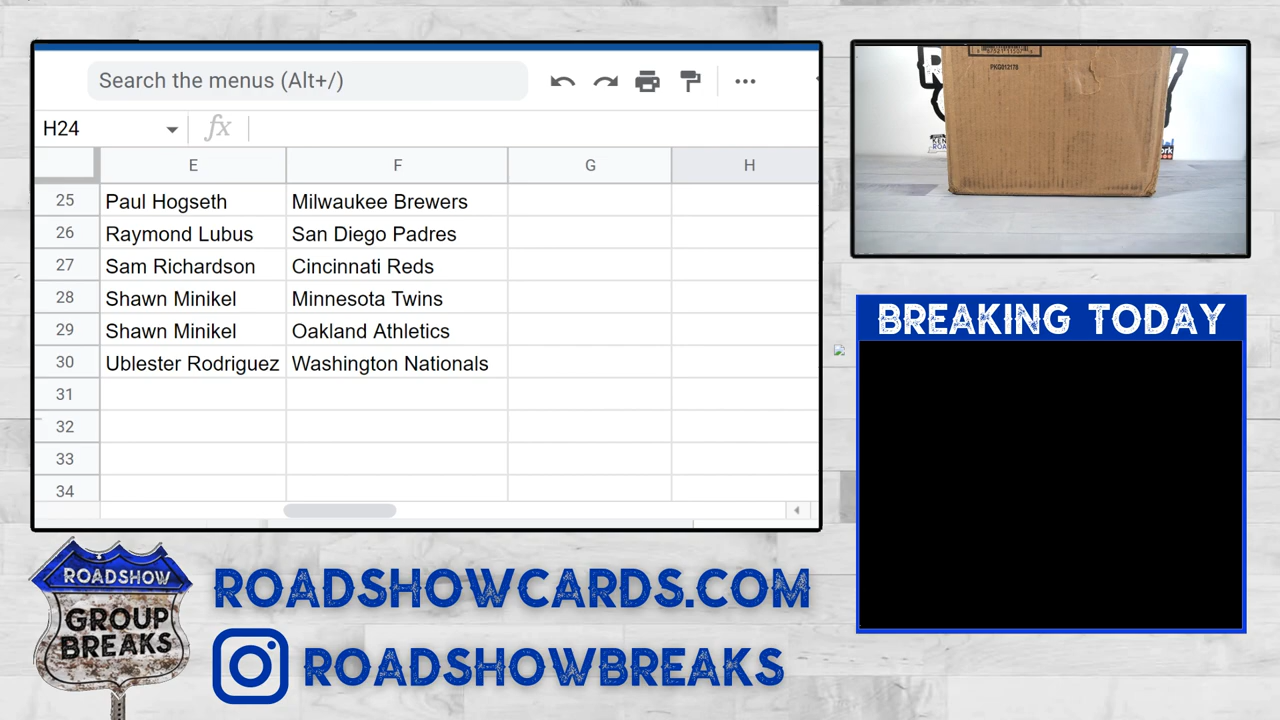 Search the menus (Alt+/)
H24
fx
E F G H
25 Paul Hogseth Milwaukee Brewers
26 Raymond Lubus San Diego Padres
27 Sam Richardson Cincinnati Reds
28 Shawn Minikel Minnesota Twins
29 Shawn Minikel Oakland Athletics
30 Ublester Rodriguez Washington Nationals
31
32
33
34
PKG012178
BREAKING TODAY
ROADSHOW
GROUP
BREAKS
ROADSHOWCARDS.COM
ROADSHOWBREAKS